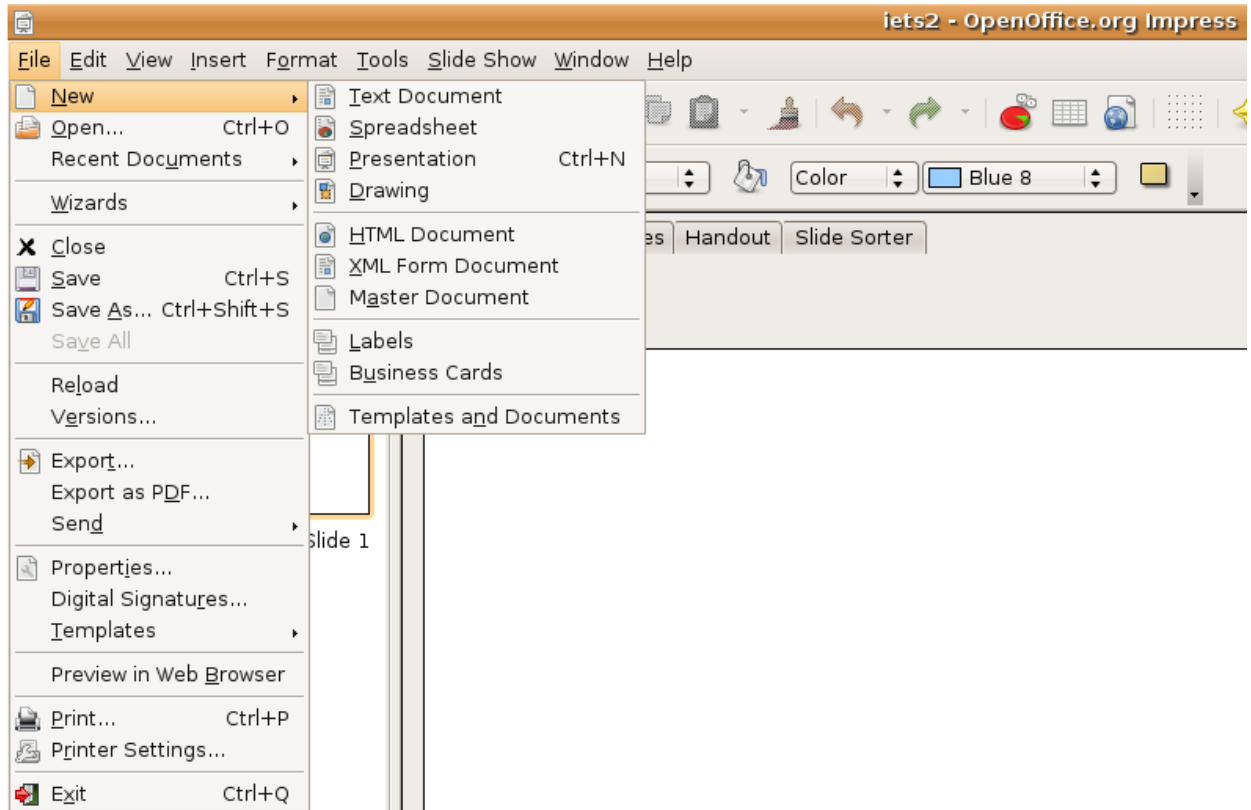 iets2 - OpenOffice.org Impress
File Edit View Insert Format Tools Slide Show Window Help
New
Open... Ctrl+O
Recent Documents
Wizards
Close
Save Ctrl+S
Save As... Ctrl+Shift+S
Save All
Reload
Versions...
Export...
Export as PDF...
Send
Properties...
Digital Signatures...
Templates
Preview in Web Browser
Print... Ctrl+P
Printer Settings...
Exit Ctrl+Q
Text Document
Spreadsheet
Presentation Ctrl+N
Drawing
HTML Document
XML Form Document
Master Document
Labels
Business Cards
Templates and Documents
Color Blue 8
Handout Slide Sorter
Slide 1